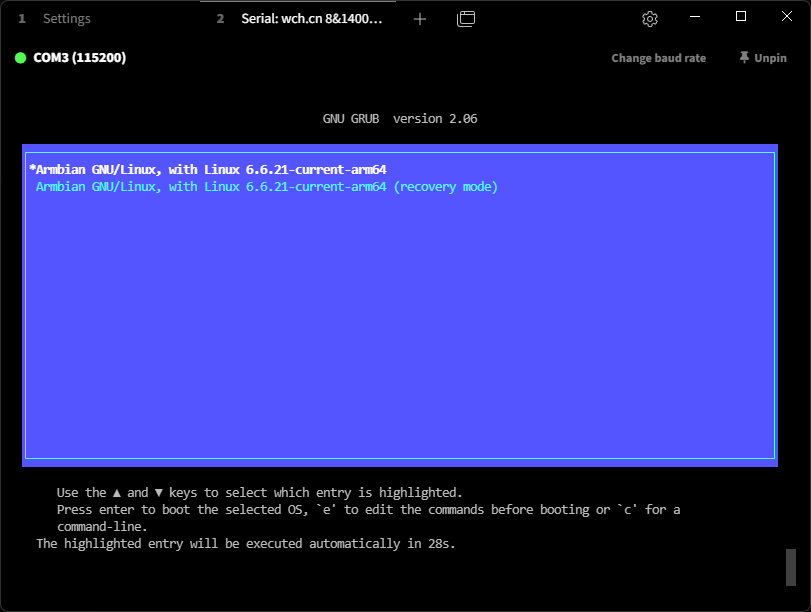 1 Settings 2 Serial: wch.cn 8&1400...
COM3 (115200) Change baud rate Unpin
GNU GRUB version 2.06
*Armbian GNU/Linux, with Linux 6.6.21-current-arm64
Armbian GNU/Linux, with Linux 6.6.21-current-arm64 (recovery mode)
Use the ▲ and ▼ keys to select which entry is highlighted.
Press enter to boot the selected OS, `e' to edit the commands before booting or `c' for a
command-line.
The highlighted entry will be executed automatically in 28s.